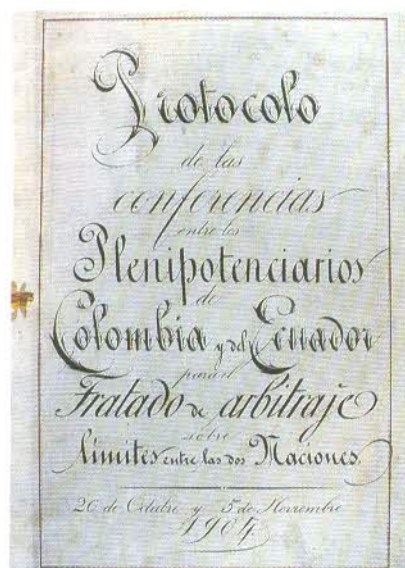 Protocolo
de las
conferencias
entre los
Plenipotenciarios
de
Colombia y del Ecuador
para el
Tratado de arbitraje
sobre
límites entre las dos Naciones.
20 de Octubre y 5 de Noviembre
1904.